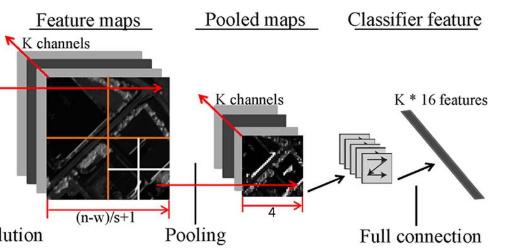 Feature maps
Pooled maps
Classifier feature
K channels
K channels
K * 16 features
(n-w)/s+1
4
lution
Pooling
Full connection